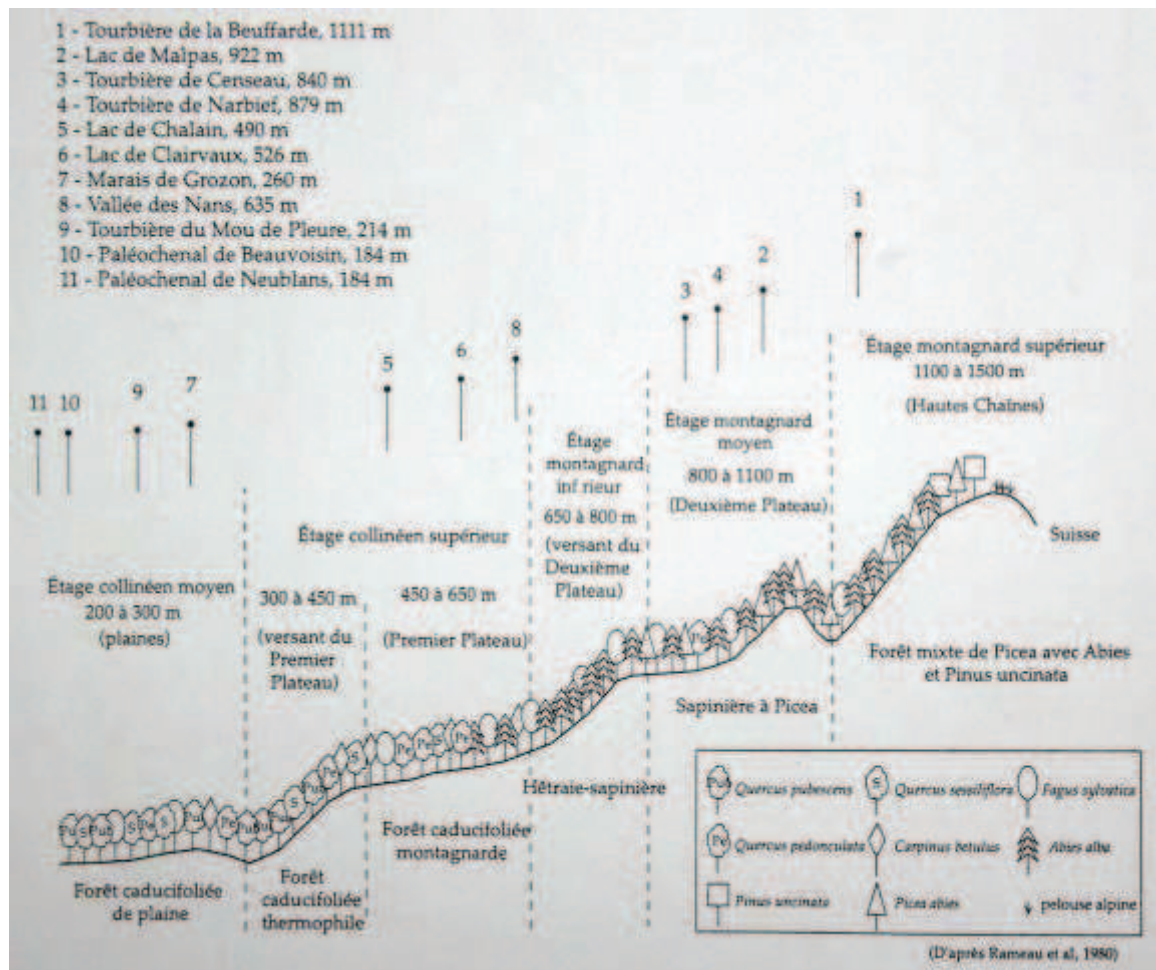 1 - Tourbière de la Beuffarde, 1111 m
2 - Lac de Malpas, 922 m
3 - Tourbière de Censeau, 840 m
4 - Tourbière de Narbief, 879 m
5 - Lac de Chalain, 490 m
6 - Lac de Clairvaux, 526 m
7 - Marais de Grozon, 260 m
8 - Vallée des Nans, 635 m
9 - Tourbière du Mou de Pleure, 214 m
10 - Paléochenal de Beauvoisin, 184 m
11 - Paléochenal de Neublans, 184 m
11 10 9 7 5 6 8 3 4 2 1
Étage collinéen moyen
200 à 300 m
(plaines)
Étage collinéen supérieur
300 à 450 m
(versant du
Premier
Plateau)
450 à 650 m
(Premier Plateau)
Étage
montagnard
inf rieur
650 à 800 m
(versant du
Deuxième
Plateau)
Étage montagnard
moyen
800 à 1100 m
(Deuxième Plateau)
Étage montagnard supérieur
1100 à 1500 m
(Hautes Chaînes)
Suisse
Forêt caducifoliée
de plaine
Forêt
caducifoliée
thermophile
Forêt caducifoliée
montagnarde
Hêtraie-sapinière
Sapinière à Picea
Forêt mixte de Picea avec Abies
et Pinus uncinata
Pub Quercus pubescens S Quercus sessiliflora Fagus sylvatica
Pe Quercus pedonculata Carpinus betulus Abies alba
Pinus uncinata Picea abies pelouse alpine
(D'après Rameau et al, 1980)